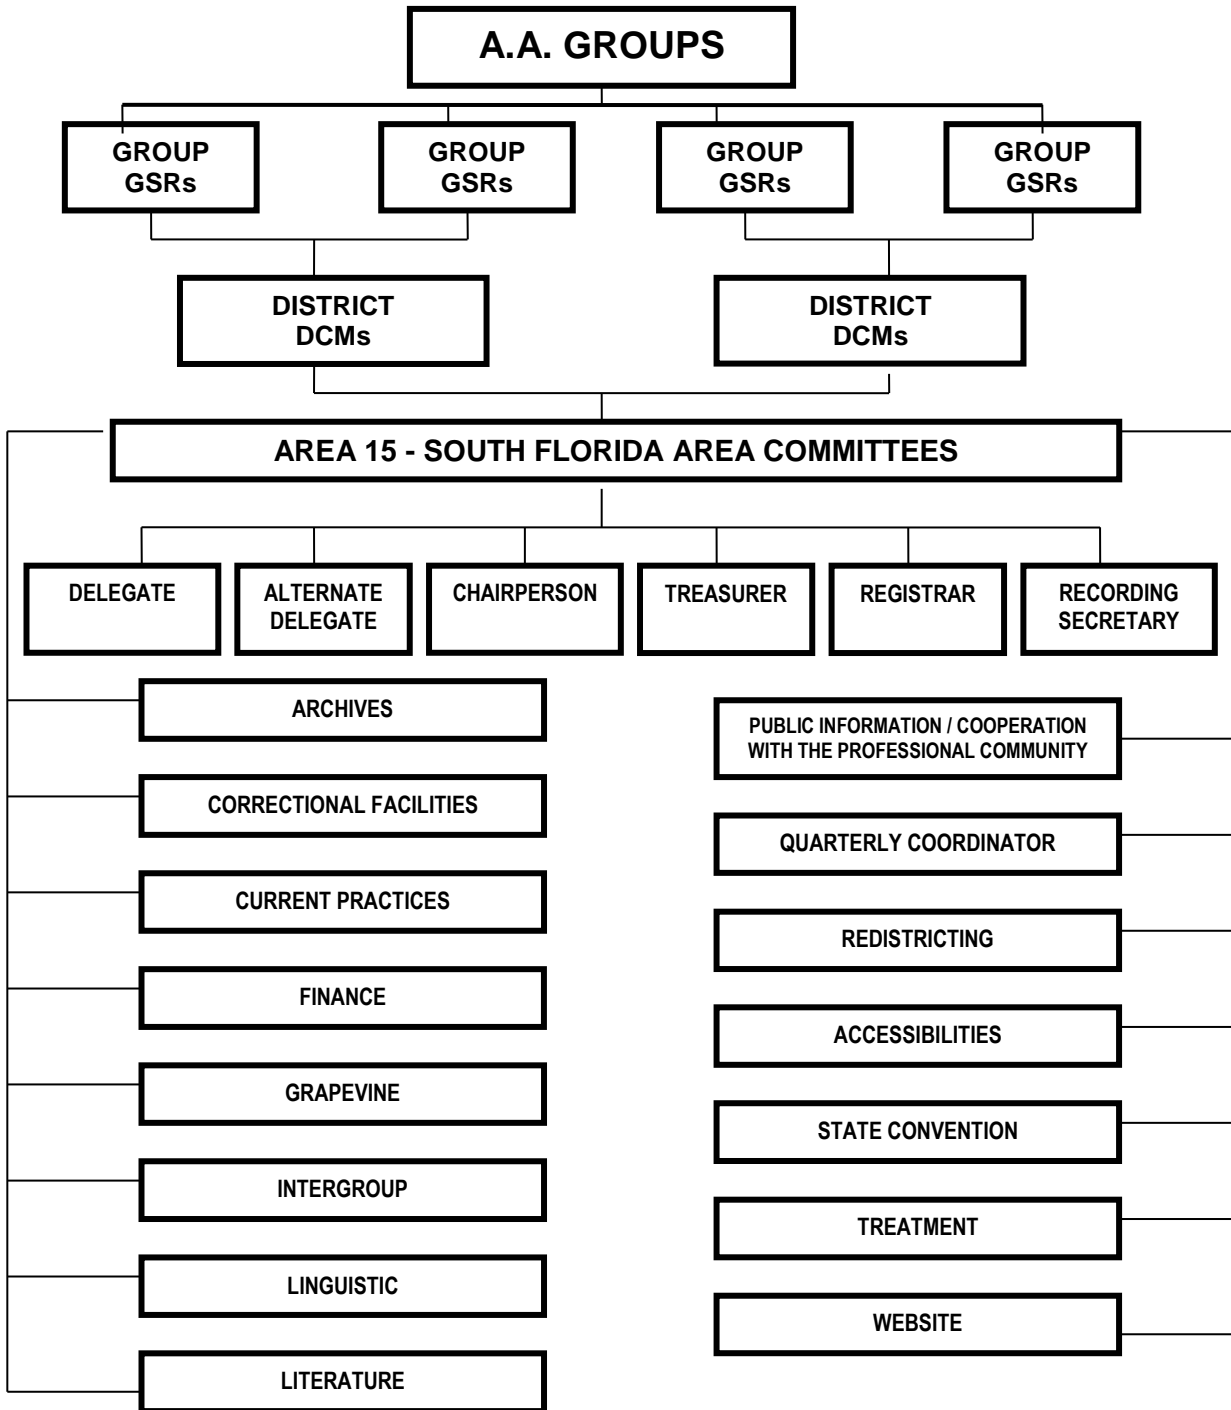 A.A. GROUPS
GROUP
GSRs
GROUP
GSRs
GROUP
GSRs
GROUP
GSRs
DISTRICT
DCMs
DISTRICT
DCMs
AREA 15 - SOUTH FLORIDA AREA COMMITTEES
DELEGATE
ALTERNATE
DELEGATE
CHAIRPERSON
TREASURER
REGISTRAR
RECORDING
SECRETARY
ARCHIVES
CORRECTIONAL FACILITIES
CURRENT PRACTICES
FINANCE
GRAPEVINE
INTERGROUP
LINGUISTIC
LITERATURE
PUBLIC INFORMATION / COOPERATION
WITH THE PROFESSIONAL COMMUNITY
QUARTERLY COORDINATOR
REDISTRICTING
ACCESSIBILITIES
STATE CONVENTION
TREATMENT
WEBSITE